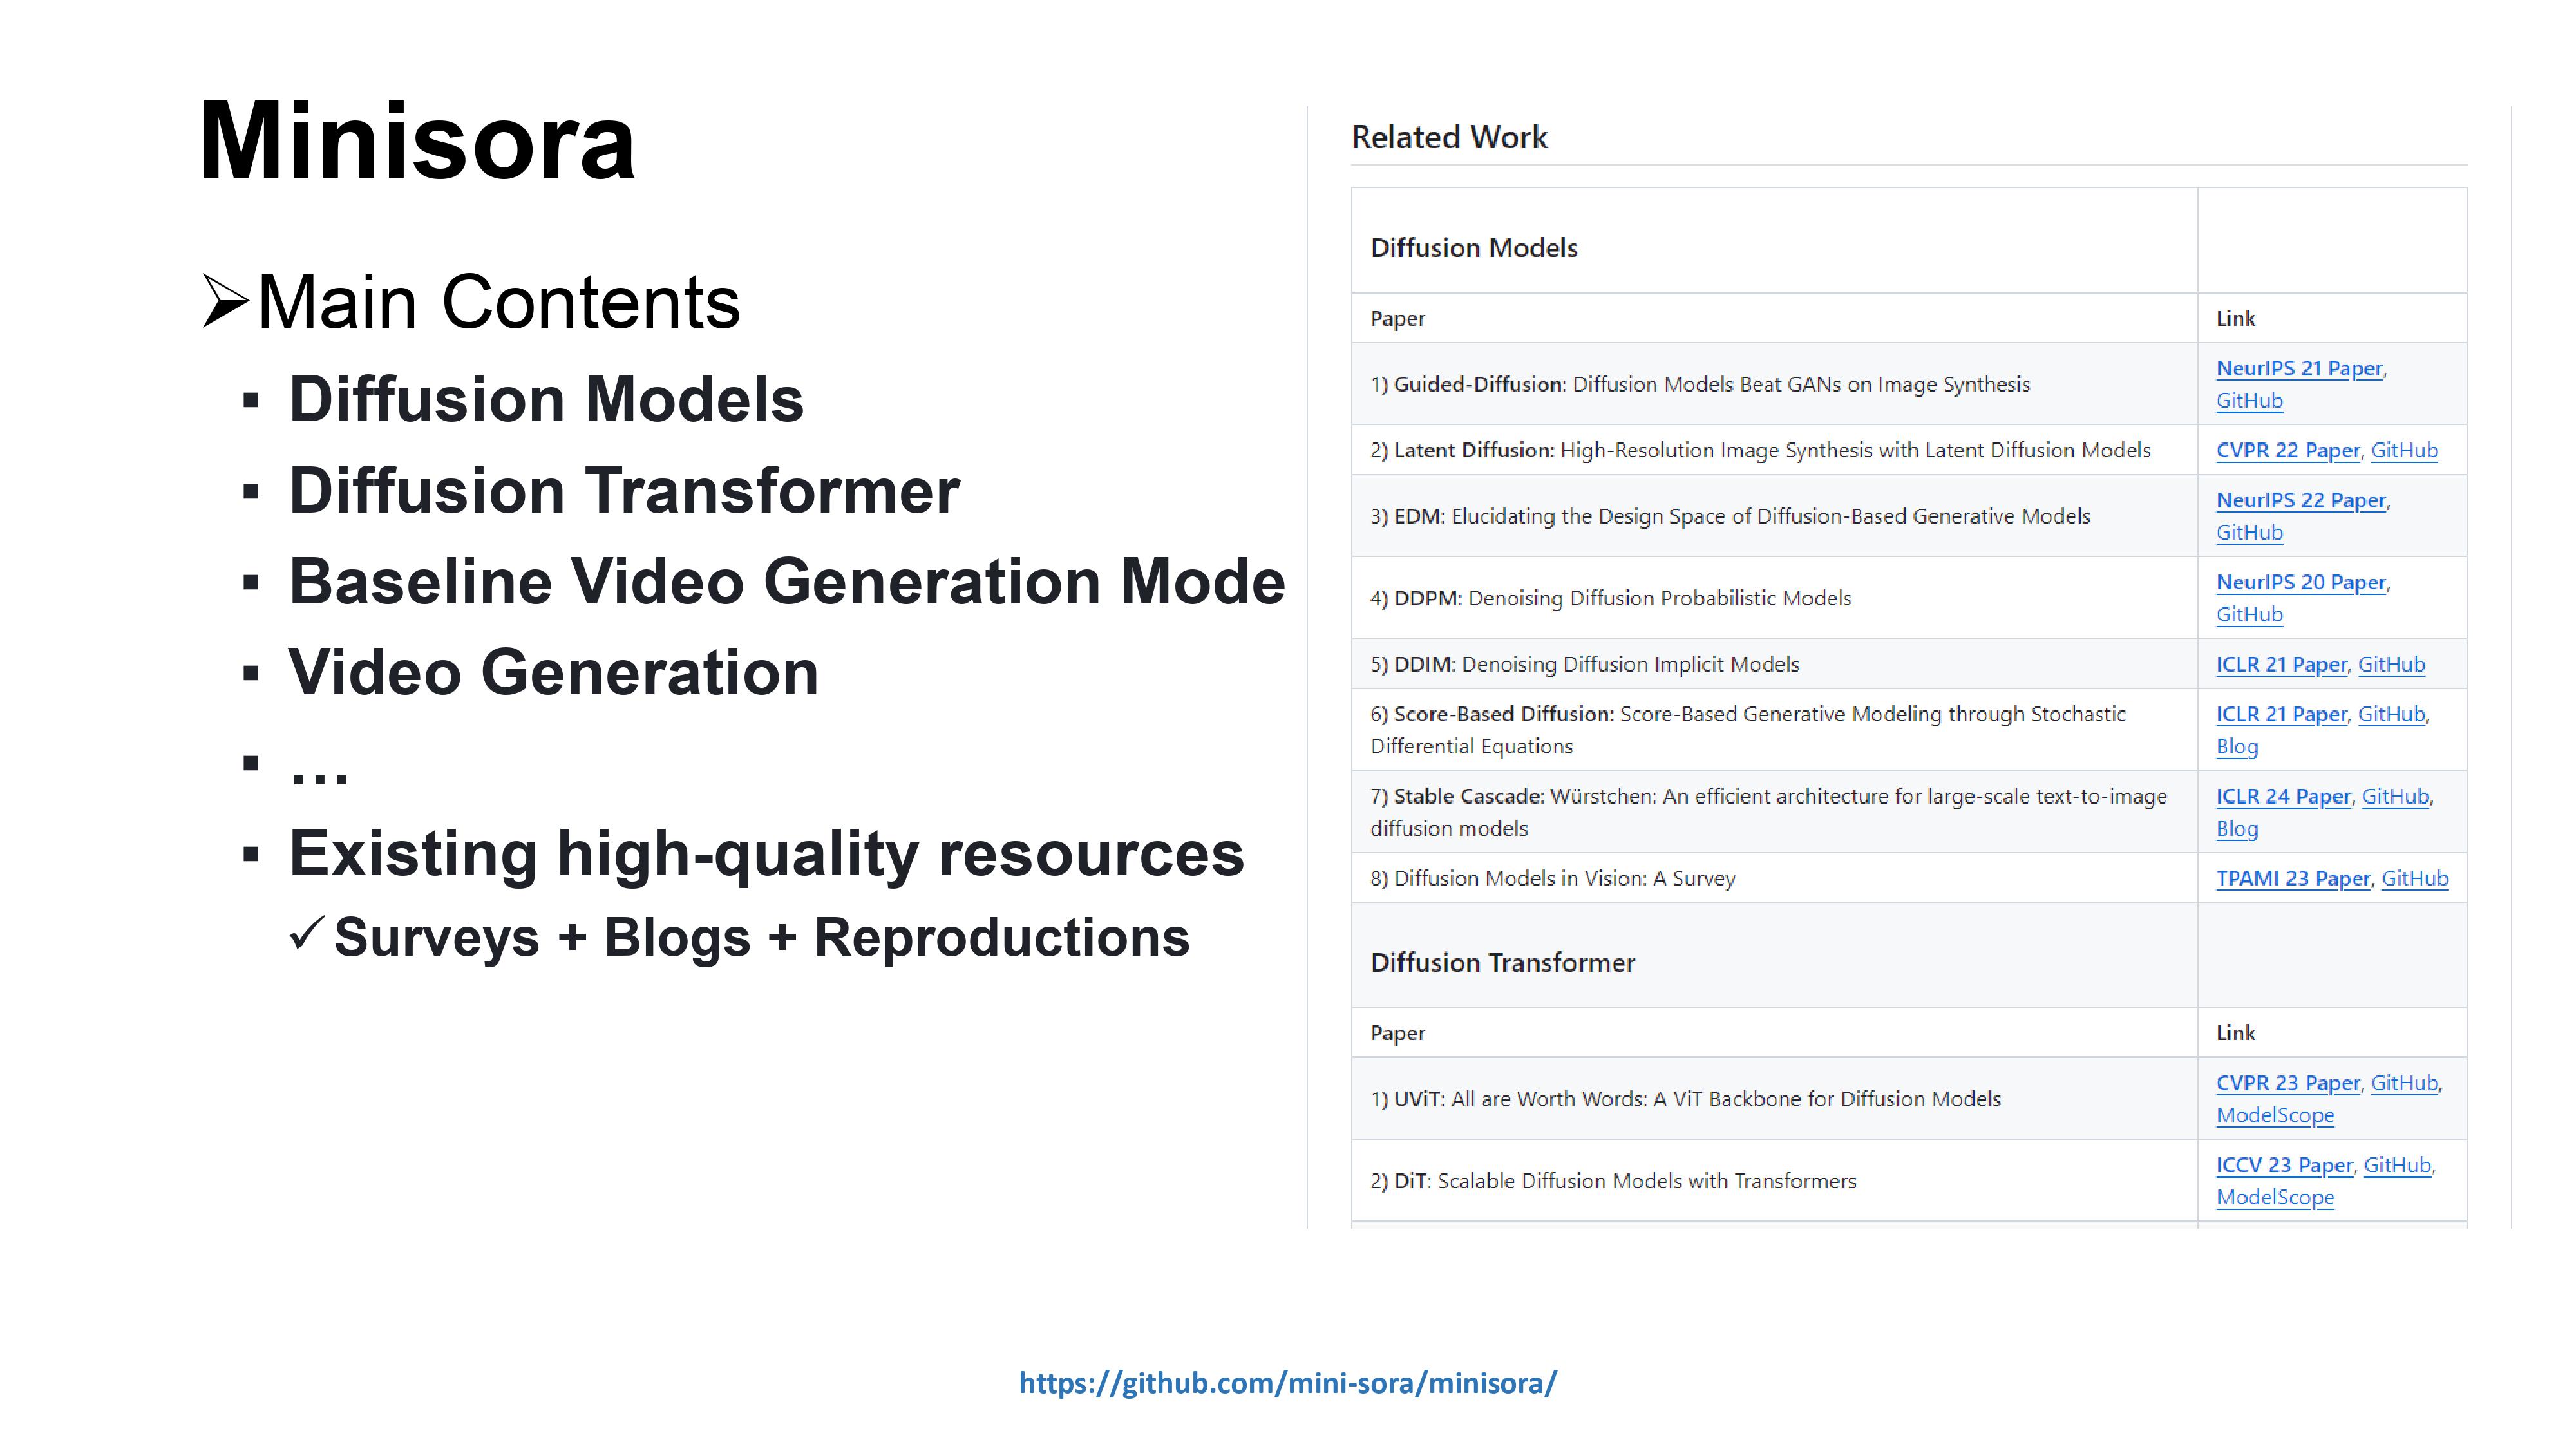 Minisora
➢Main Contents
▪ Diffusion Models
▪ Diffusion Transformer
▪ Baseline Video Generation Mode
▪ Video Generation
▪ …
▪ Existing high-quality resources
✓Surveys + Blogs + Reproductions
Related Work
Diffusion Models
Paper Link
1) Guided-Diffusion: Diffusion Models Beat GANs on Image Synthesis
NeurIPS 21 Paper,
GitHub
2) Latent Diffusion: High-Resolution Image Synthesis with Latent Diffusion Models
CVPR 22 Paper, GitHub
3) EDM: Elucidating the Design Space of Diffusion-Based Generative Models
NeurIPS 22 Paper,
GitHub
4) DDPM: Denoising Diffusion Probabilistic Models
NeurIPS 20 Paper,
GitHub
5) DDIM: Denoising Diffusion Implicit Models
ICLR 21 Paper, GitHub
6) Score-Based Diffusion: Score-Based Generative Modeling through Stochastic
Differential Equations
ICLR 21 Paper, GitHub,
Blog
7) Stable Cascade: Würstchen: An efficient architecture for large-scale text-to-image
diffusion models
ICLR 24 Paper, GitHub,
Blog
8) Diffusion Models in Vision: A Survey
TPAMI 23 Paper, GitHub
Diffusion Transformer
Paper Link
1) UViT: All are Worth Words: A ViT Backbone for Diffusion Models
CVPR 23 Paper, GitHub,
ModelScope
2) DiT: Scalable Diffusion Models with Transformers
ICCV 23 Paper, GitHub,
ModelScope
https://github.com/mini-sora/minisora/